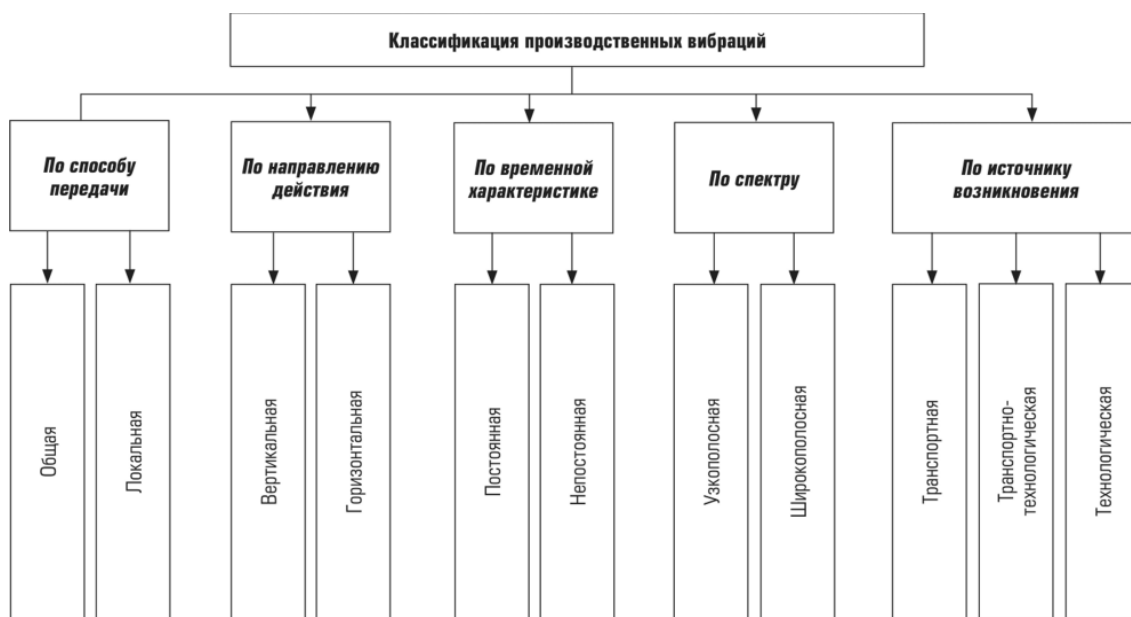 Классификация производственных вибраций
По способу
передачи
По направлению
действия
По временной
характеристике
По спектру
По источнику
возникновения
Общая
Локальная
Вертикальная
Горизонтальная
Постоянная
Непостоянная
Узкополосная
Широкополосная
Транспортная
Транспортно-
технологическая
Технологическая